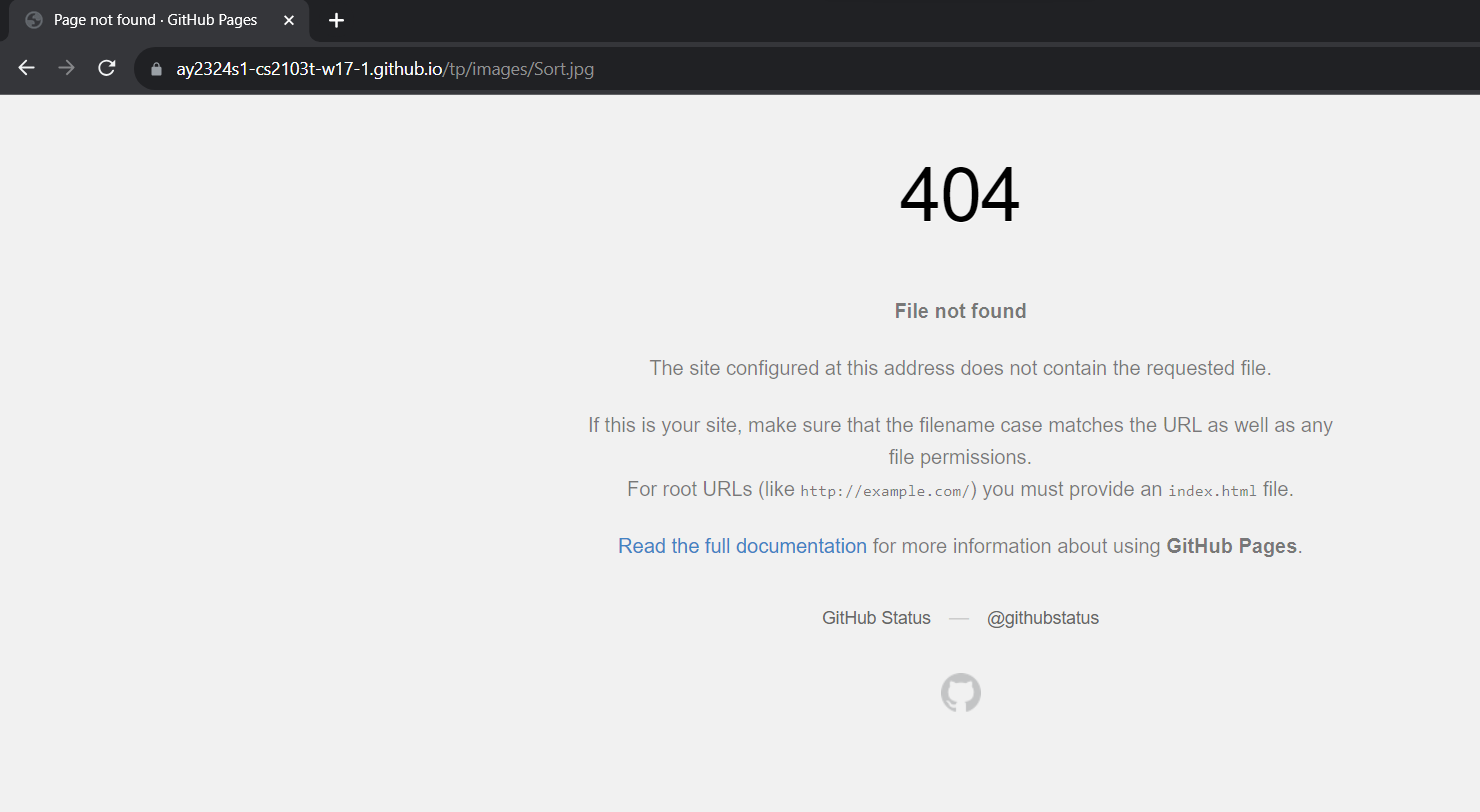 Page not found · GitHub Pages
ay2324s1-cs2103t-w17-1.github.io/tp/images/Sort.jpg
404
File not found
The site configured at this address does not contain the requested file.
If this is your site, make sure that the filename case matches the URL as well as any
file permissions.
For root URLs (like http://example.com/) you must provide an index.html file.
Read the full documentation for more information about using GitHub Pages.
GitHub Status — @githubstatus